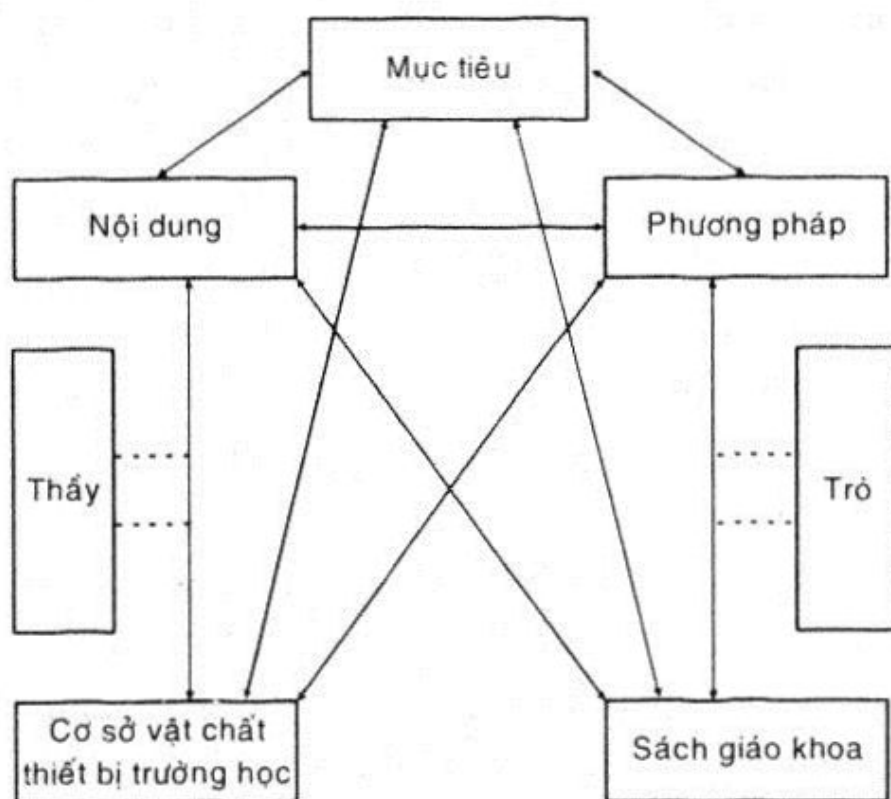 Mục tiêu
Nội dung
Phương pháp
Thầy
Trò
Cơ sở vật chất
thiết bị trường học
Sách giáo khoa